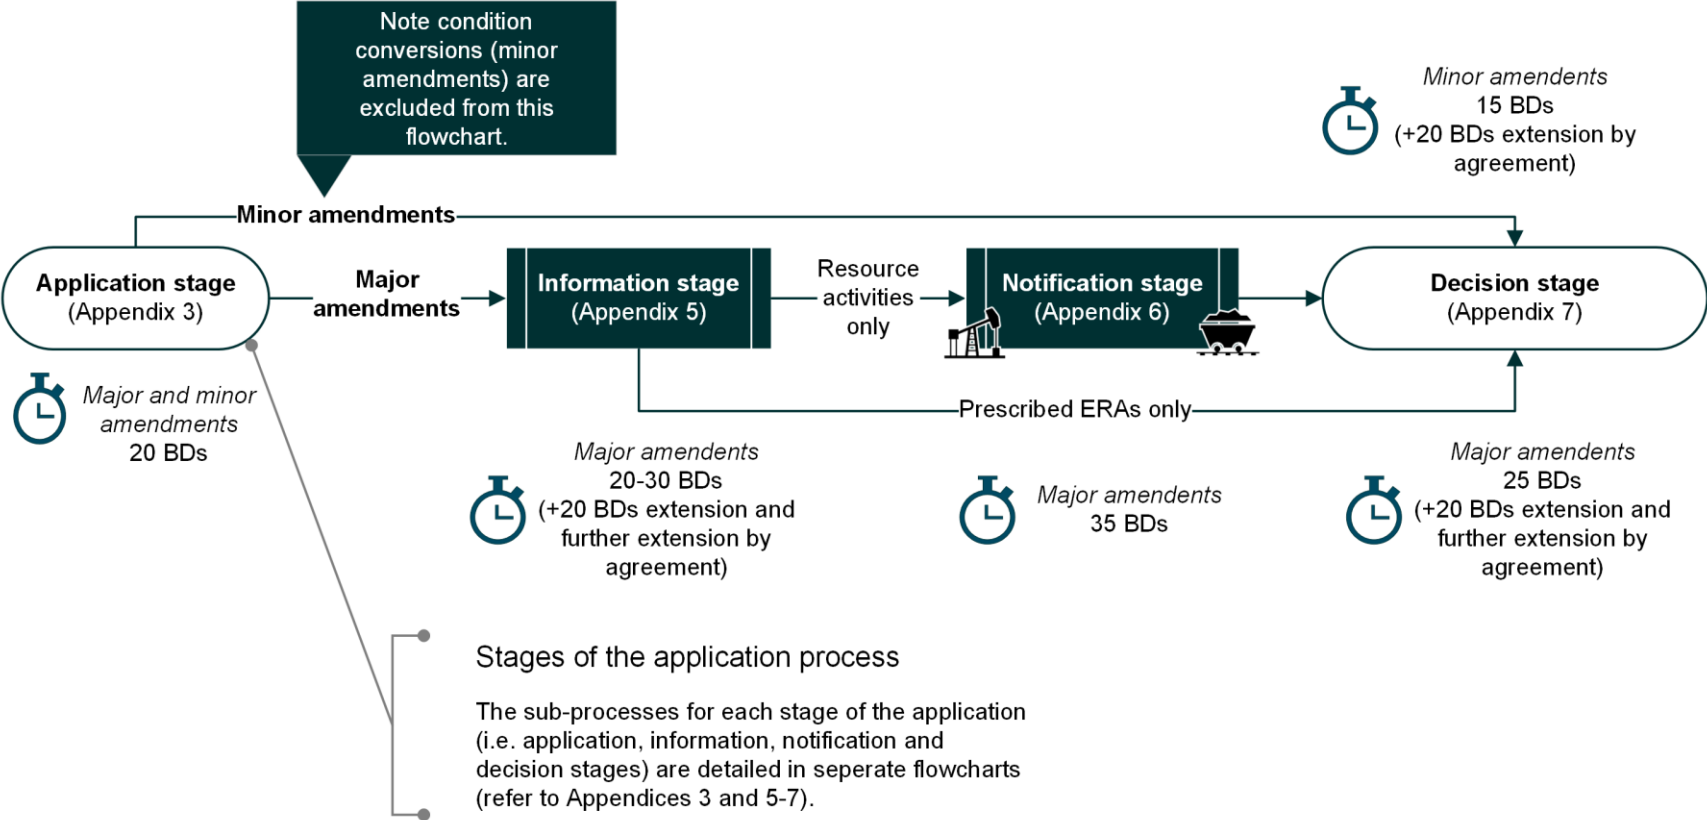 Note condition
conversions (minor
amendments) are
excluded from this
flowchart.
Minor amendents
15 BDs
(+20 BDs extension by
agreement)
Minor amendments
Application stage
(Appendix 3)
Major
amendments
Information stage
(Appendix 5)
Resource
activities
only
Notification stage
(Appendix 6)
Decision stage
(Appendix 7)
Major and minor
amendments
20 BDs
Prescribed ERAs only
Major amendents
20-30 BDs
(+20 BDs extension and
further extension by
agreement)
Major amendents
35 BDs
Major amendents
25 BDs
(+20 BDs extension and
further extension by
agreement)
Stages of the application process
The sub-processes for each stage of the application
(i.e. application, information, notification and
decision stages) are detailed in seperate flowcharts
(refer to Appendices 3 and 5-7).